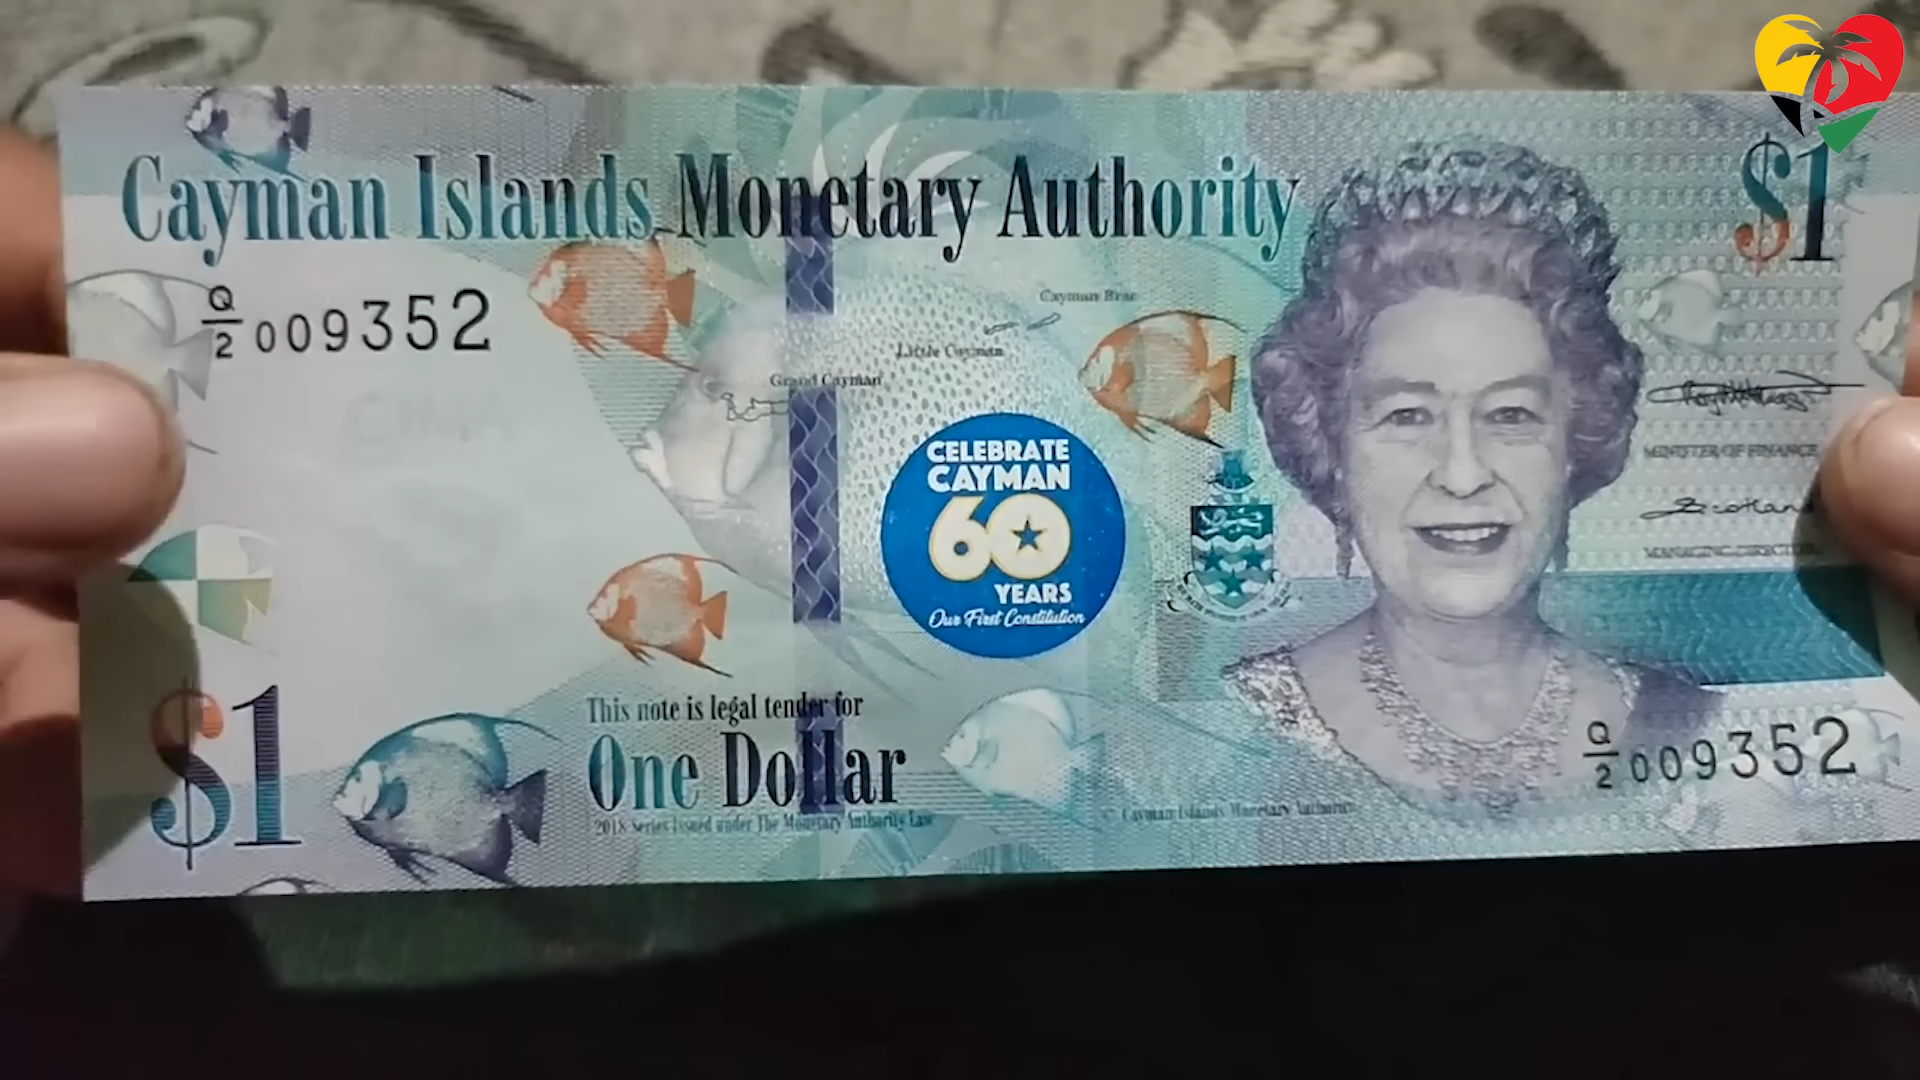 Cayman Islands Monetary Authority
$1
Q/2 009352
Cayman Brac
Little Cayman
Grand Cayman
CELEBRATE
CAYMAN
60
YEARS
Our First Constitution
MINISTER OF FINANCE
MANAGING DIRECTOR
$1
This note is legal tender for
One Dollar
2018 series Issued under The Monetary Authority Law
© Cayman Islands Monetary Authority
Q/2 009352